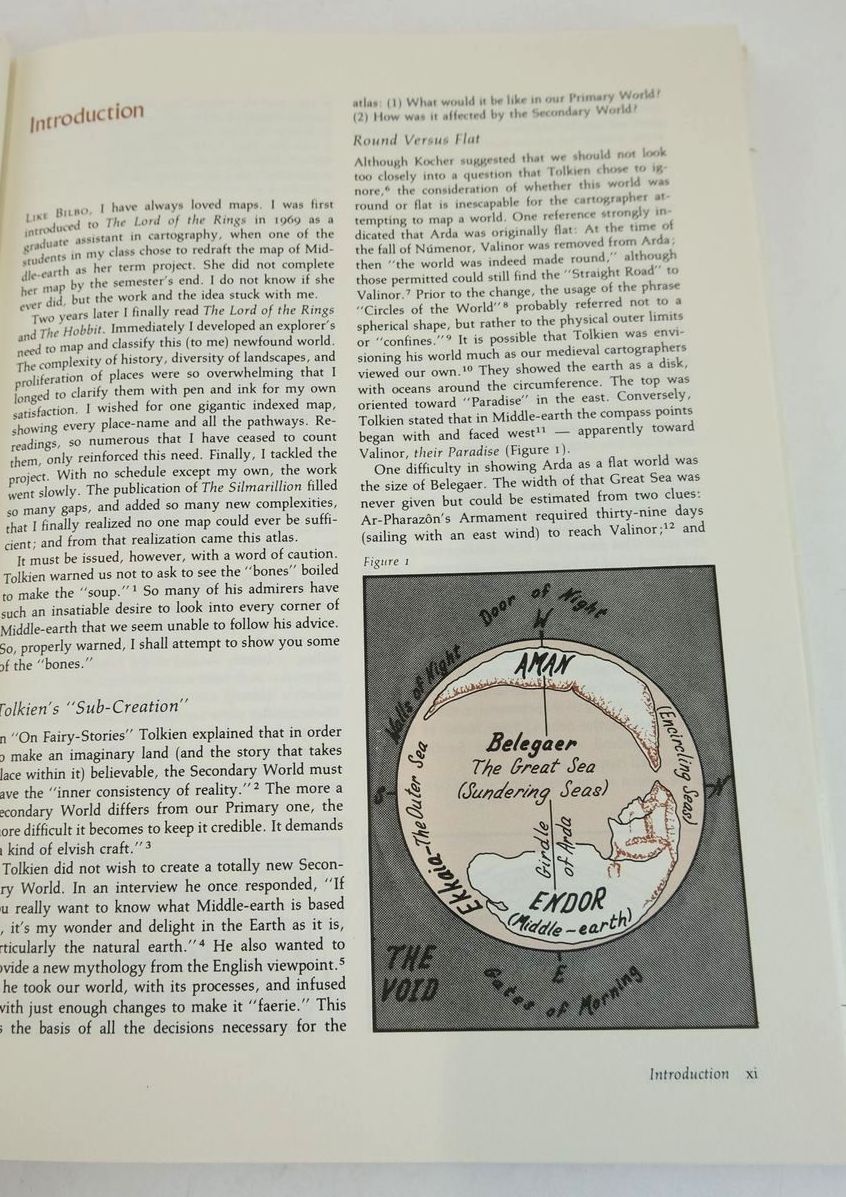 Introduction
LIKE BILBO, I have always loved maps. I was first
introduced to The Lord of the Rings in 1969 as a
graduate assistant in cartography, when one of the
students in my class chose to redraft the map of Mid-
dle-earth as her term project. She did not complete
her map by the semester's end. I do not know if she
ever did, but the work and the idea stuck with me.
Two years later I finally read The Lord of the Rings
and The Hobbit. Immediately I developed an explorer's
need to map and classify this (to me) newfound world.
The complexity of history, diversity of landscapes, and
proliferation of places were so overwhelming that I
longed to clarify them with pen and ink for my own
satisfaction. I wished for one gigantic indexed map,
showing every place-name and all the pathways. Re-
readings, so numerous that I have ceased to count
them, only reinforced this need. Finally, I tackled the
project. With no schedule except my own, the work
went slowly. The publication of The Silmarillion filled
so many gaps, and added so many new complexities,
that I finally realized no one map could ever be suffi-
cient; and from that realization came this atlas.
It must be issued, however, with a word of caution.
Tolkien warned us not to ask to see the "bones" boiled
to make the "soup."1 So many of his admirers have
such an insatiable desire to look into every corner of
Middle-earth that we seem unable to follow his advice.
So, properly warned, I shall attempt to show you some
of the "bones."
Tolkien's "Sub-Creation"
n "On Fairy-Stories" Tolkien explained that in order
o make an imaginary land (and the story that takes
lace within it) believable, the Secondary World must
ave the "inner consistency of reality."2 The more a
econdary World differs from our Primary one, the
ore difficult it becomes to keep it credible. It demands
a kind of elvish craft."3
Tolkien did not wish to create a totally new Secon-
ry World. In an interview he once responded, "If
u really want to know what Middle-earth is based
, it's my wonder and delight in the Earth as it is,
rticularly the natural earth."4 He also wanted to
ovide a new mythology from the English viewpoint.5
he took our world, with its processes, and infused
with just enough changes to make it "faerie." This
s the basis of all the decisions necessary for the
atlas: (1) What would it be like in our Primary World?
(2) How was it affected by the Secondary World?
Round Versus Flat
Although Kocher suggested that we should not look
too closely into a question that Tolkien chose to ig-
nore,6 the consideration of whether this world was
round or flat is inescapable for the cartographer at-
tempting to map a world. One reference strongly in-
dicated that Arda was originally flat: At the time of
the fall of Númenor, Valinor was removed from Arda;
then "the world was indeed made round," although
those permitted could still find the "Straight Road" to
Valinor.7 Prior to the change, the usage of the phrase
"Circles of the World"8 probably referred not to a
spherical shape, but rather to the physical outer limits
or "confines."9 It is possible that Tolkien was envi-
sioning his world much as our medieval cartographers
viewed our own.10 They showed the earth as a disk,
with oceans around the circumference. The top was
oriented toward "Paradise" in the east. Conversely,
Tolkien stated that in Middle-earth the compass points
began with and faced west11 — apparently toward
Valinor, their Paradise (Figure 1).
One difficulty in showing Arda as a flat world was
the size of Belegaer. The width of that Great Sea was
never given but could be estimated from two clues:
Ar-Pharazôn's Armament required thirty-nine days
(sailing with an east wind) to reach Valinor;12 and
Figure 1
Door of Night
W
Walls of Night
AMAN
(Encircling Seas)
Belegaer
The Great Sea
(Sundering Seas)
S
N
Ekkaia-The Outer Sea
Girdle
of Arda
ENDOR
(Middle-earth)
THE
VOID
E
Gates of Morning
Introduction xi